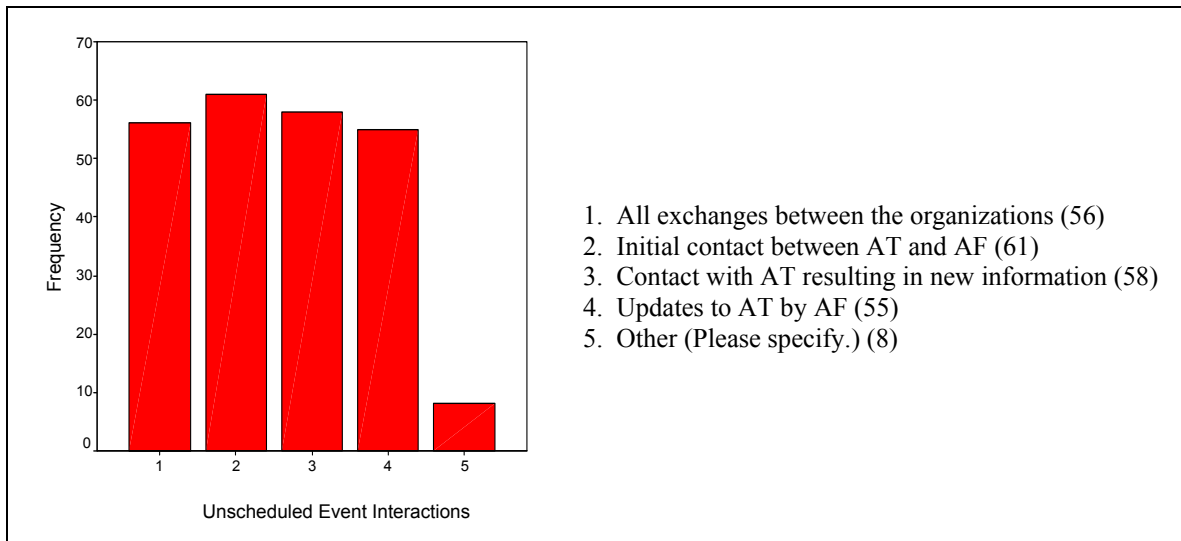 70
60
50
40
30
20
10
0
Frequency
1 2 3 4 5
Unscheduled Event Interactions
1. All exchanges between the organizations (56)
2. Initial contact between AT and AF (61)
3. Contact with AT resulting in new information (58)
4. Updates to AT by AF (55)
5. Other (Please specify.) (8)